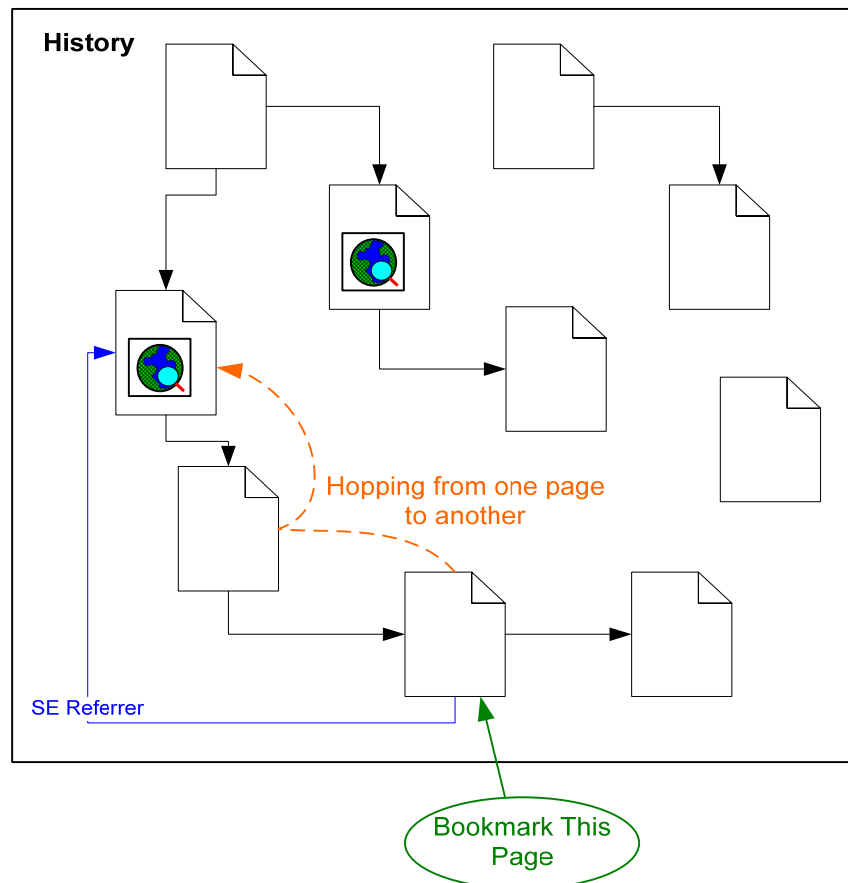 History
Hopping from one page
to another
SE Referrer
Bookmark This
Page